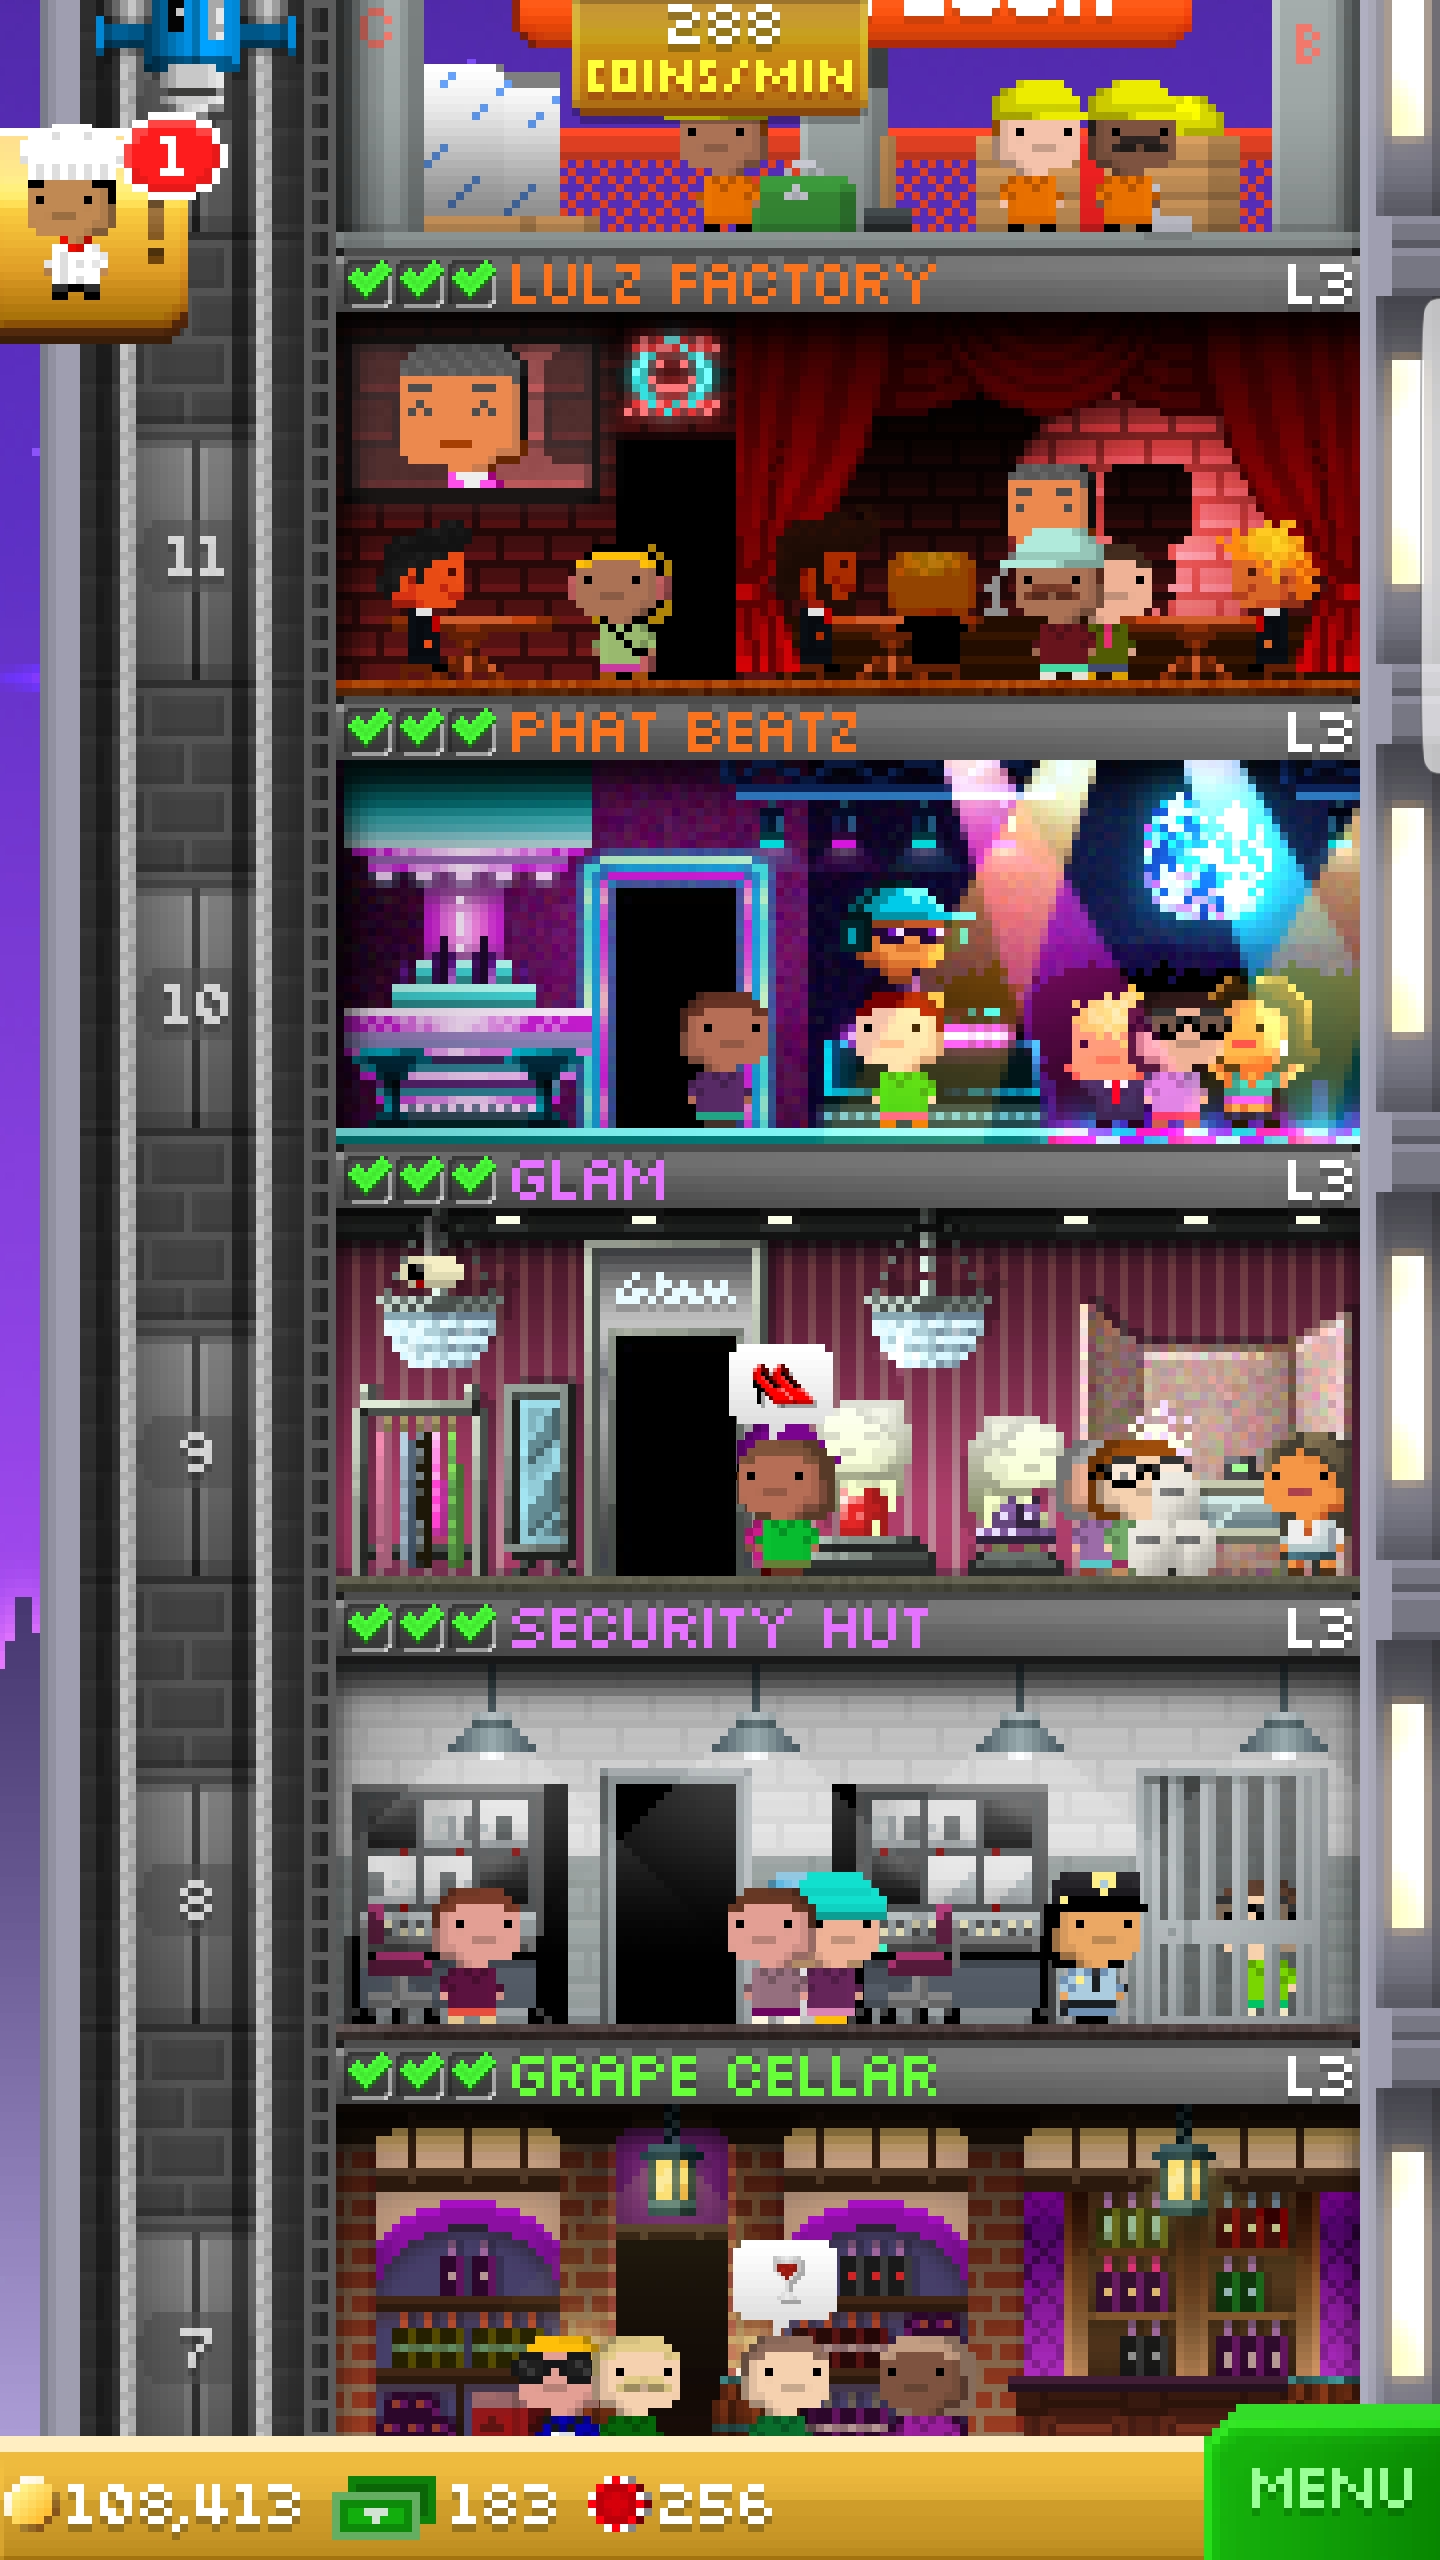 C
288
COINS/MIN
B
1
LULZ FACTORY
L3
11
PHAT BEATZ
L3
10
GLAM
L3
Glam
9
SECURITY HUT
L3
8
GRAPE CELLAR
L3
7
108,413
183
256
MENU